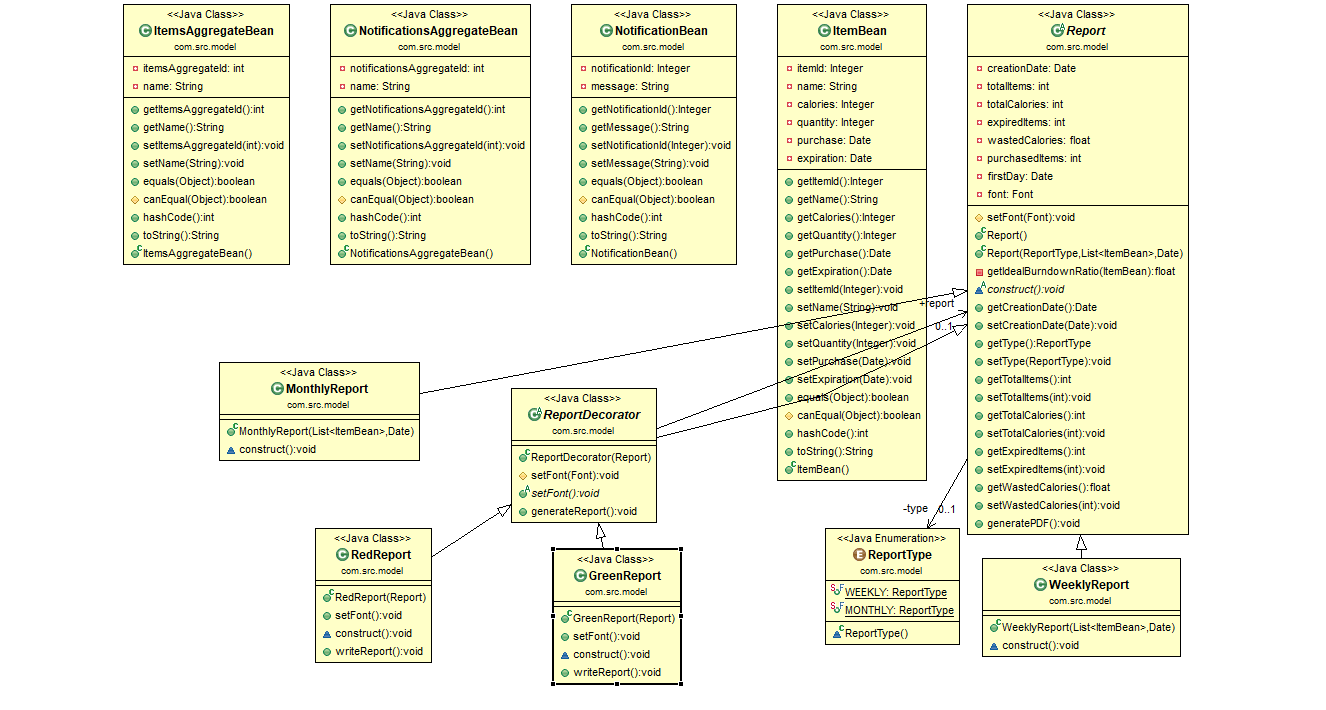 <<Java Class>>
ItemsAggregateBean
com.src.model
itemsAggregateId: int
name: String
getItemsAggregateId():int
getName():String
setItemsAggregateId(int):void
setName(String):void
equals(Object):boolean
canEqual(Object):boolean
hashCode():int
toString():String
ItemsAggregateBean()
<<Java Class>>
NotificationsAggregateBean
com.src.model
notificationsAggregateId: int
name: String
getNotificationsAggregateId():int
getName():String
setNotificationsAggregateId(int):void
setName(String):void
equals(Object):boolean
canEqual(Object):boolean
hashCode():int
toString():String
NotificationsAggregateBean()
<<Java Class>>
NotificationBean
com.src.model
notificationId: Integer
message: String
getNotificationId():Integer
getMessage():String
setNotificationId(Integer):void
setMessage(String):void
equals(Object):boolean
canEqual(Object):boolean
hashCode():int
toString():String
NotificationBean()
<<Java Class>>
ItemBean
com.src.model
itemId: Integer
name: String
calories: Integer
quantity: Integer
purchase: Date
expiration: Date
getItemId():Integer
getName():String
getCalories():Integer
getQuantity():Integer
getPurchase():Date
getExpiration():Date
setItemId(Integer):void
setName(String):void
setCalories(Integer):void
setQuantity(Integer):void
setPurchase(Date):void
setExpiration(Date):void
equals(Object):boolean
canEqual(Object):boolean
hashCode():int
toString():String
ItemBean()
<<Java Class>>
Report
com.src.model
creationDate: Date
totalItems: int
totalCalories: int
expiredItems: int
wastedCalories: float
purchasedItems: int
firstDay: Date
font: Font
setFont(Font):void
Report()
Report(ReportType,List<ItemBean>,Date)
getIdealBurndownRatio(ItemBean):float
construct():void
getCreationDate():Date
setCreationDate(Date):void
getType():ReportType
setType(ReportType):void
getTotalItems():int
setTotalItems(int):void
getTotalCalories():int
setTotalCalories(int):void
getExpiredItems():int
setExpiredItems(int):void
getWastedCalories():float
setWastedCalories(int):void
generatePDF():void
+report
0..1
<<Java Class>>
MonthlyReport
com.src.model
MonthlyReport(List<ItemBean>,Date)
construct():void
<<Java Class>>
ReportDecorator
com.src.model
ReportDecorator(Report)
setFont(Font):void
setFont():void
generateReport():void
-type
0..1
<<Java Class>>
RedReport
com.src.model
RedReport(Report)
setFont():void
construct():void
writeReport():void
<<Java Class>>
GreenReport
com.src.model
GreenReport(Report)
setFont():void
construct():void
writeReport():void
<<Java Enumeration>>
ReportType
com.src.model
WEEKLY: ReportType
MONTHLY: ReportType
ReportType()
<<Java Class>>
WeeklyReport
com.src.model
WeeklyReport(List<ItemBean>,Date)
construct():void